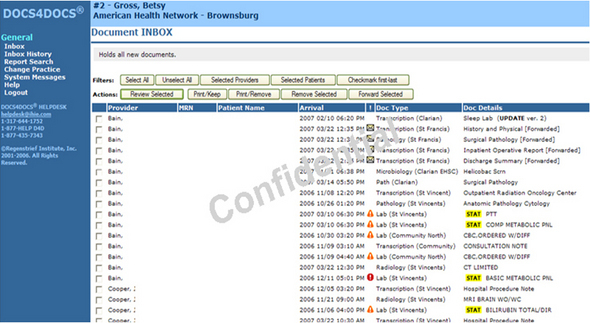 DOCS4DOCS®
#2 - Gross, Betsy
American Health Network - Brownsburg
Document INBOX
Holds all new documents.
General
Inbox
Inbox History
Report Search
Change Practice
System Messages
Help
Logout
DOCS4DOCS® HELPDESK
helpdesk@ihie.com
1-317-644-1752
1-877-HELP D4D
1-877-435-7343
©Regenstrief Institute, Inc.
2001-2006. All Rights
Reserved.
Filters: Select All Unselect All Selected Providers Selected Patients Checkmark first-last
Actions: Review Selected Print/Keep Print/Remove Remove Selected Forward Selected
Provider MRN Patient Name Arrival ! Doc Type Doc Details
Bain, 2007 02/10 06:20 PM Transcription (Clarian) Sleep Lab (UPDATE ver. 2)
Bain, 2007 03/22 12:35 PM Transcription (St Francis) History and Physical [Forwarded]
Bain, 2007 03/22 12:35 PM (St Francis) Surgical Pathology [Forwarded]
Bain, 2007 03/22 PM Transcription (St Francis) Inpatient Operative Report [Forwarded]
Bain, 2007 PM Transcription (St Francis) Discharge Summary [Forwarded]
Bain, 06:38 PM Microbiology (Clarian EHSC) Helicobac Scrn
Bain, 03/14 05:50 PM Path (Clarian) Surgical Pathology
Bain, 2006 11/08 12:20 PM Transcription (St Vincents) Outpatient Radiation Oncology Center
Bain, 2006 10/26 01:20 PM Pathology (St Vincents) Anatomic Pathology Cytology
Bain, 2007 03/10 06:30 PM Lab (St Vincents) STAT PTT
Bain, 2007 03/10 06:30 PM Lab (St Vincents) STAT COMP METABOLIC PNL
Bain, 2006 10/30 03:20 PM Lab (Community North) CBC,ORDERED W/DIFF
Bain, 2006 11/09 03:10 AM Transcription (Community) CONSULTATION NOTE
Bain, 2006 11/09 04:40 AM Lab (Community North) CBC,ORDERED W/DIFF
Bain, 2007 03/22 12:30 PM Radiology (St Vincent) CT LIMITED
Bain, 2006 12/11 05:01 PM Lab (St Vincents) STAT BASIC METABOLIC PNL
Cooper, 2006 12/05 03:20 PM Transcription (St Vincent) Hospital Procedure Note
Cooper, 2006 11/21 09:00 AM Radiology (St Vincents) MRI BRAIN WO/WC
Cooper, 2006 11/06 04:00 PM Lab (St Vincents) STAT BILIRUBIN TOTAL/DIR
Cooper, 2007 03/22 10:30 AM Transcription (St Vincent) Hospital Procedure Note
Confidential